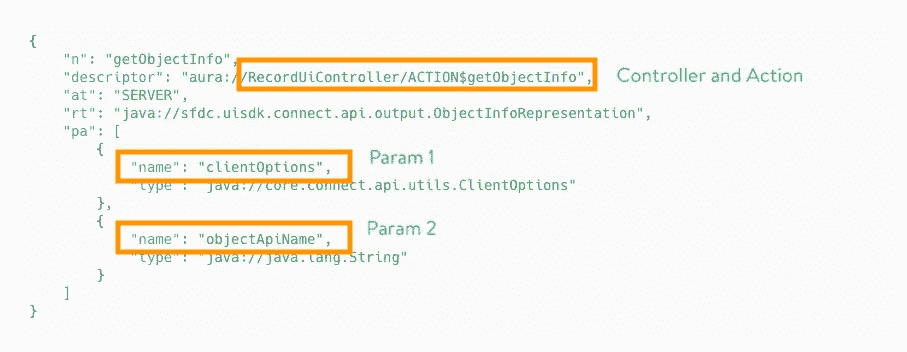 {
"n": "getObjectInfo",
"descriptor": "aura://RecordUiController/ACTION$getObjectInfo", Controller and Action
"at": "SERVER",
"rt": "java://sfdc.uisdk.connect.api.output.ObjectInfoRepresentation",
"pa": [
{
"name": "clientOptions", Param 1
"type": "java://core.connect.api.utils.ClientOptions"
},
{
"name": "objectApiName", Param 2
"type": "java://java.lang.String"
}
]
}